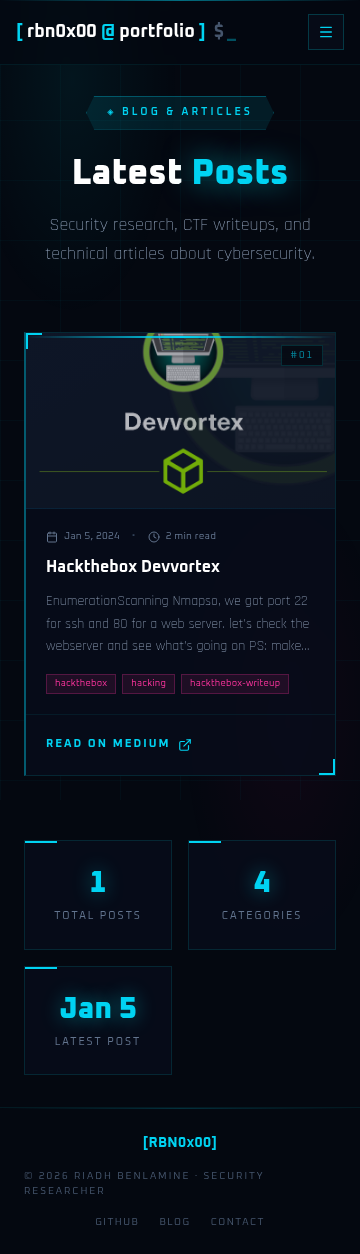 [ rbn0x00 @ portfolio ] $_
◈ BLOG & ARTICLES
Latest Posts
Security research, CTF writeups, and
technical articles about cybersecurity.
#01
Devvortex
Jan 5, 2024 · 2 min read
Hackthebox Devvortex
EnumerationScanning Nmapso, we got port 22
for ssh and 80 for a web server. let's check the
webserver and see what's going on PS: make...
hackthebox hacking hackthebox-writeup
READ ON MEDIUM
1
TOTAL POSTS
4
CATEGORIES
Jan 5
LATEST POST
[RBN0x00]
© 2026 RIADH BENLAMINE · SECURITY
RESEARCHER
GITHUB BLOG CONTACT